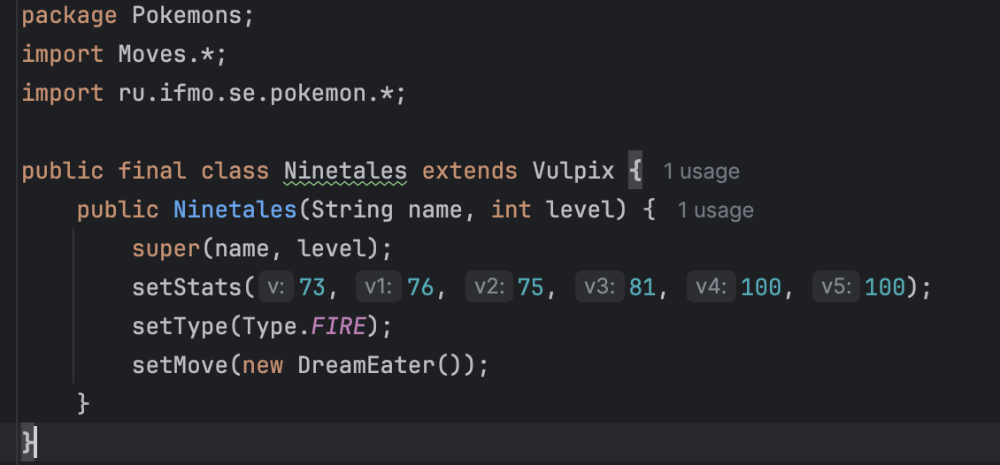 package Pokemons;
import Moves.*;
import ru.ifmo.se.pokemon.*;
public final class Ninetales extends Vulpix { 1 usage
public Ninetales(String name, int level) { 1 usage
super(name, level);
setStats( v: 73, v1: 76, v2: 75, v3: 81, v4: 100, v5: 100);
setType(Type.FIRE);
setMove(new DreamEater());
}
}